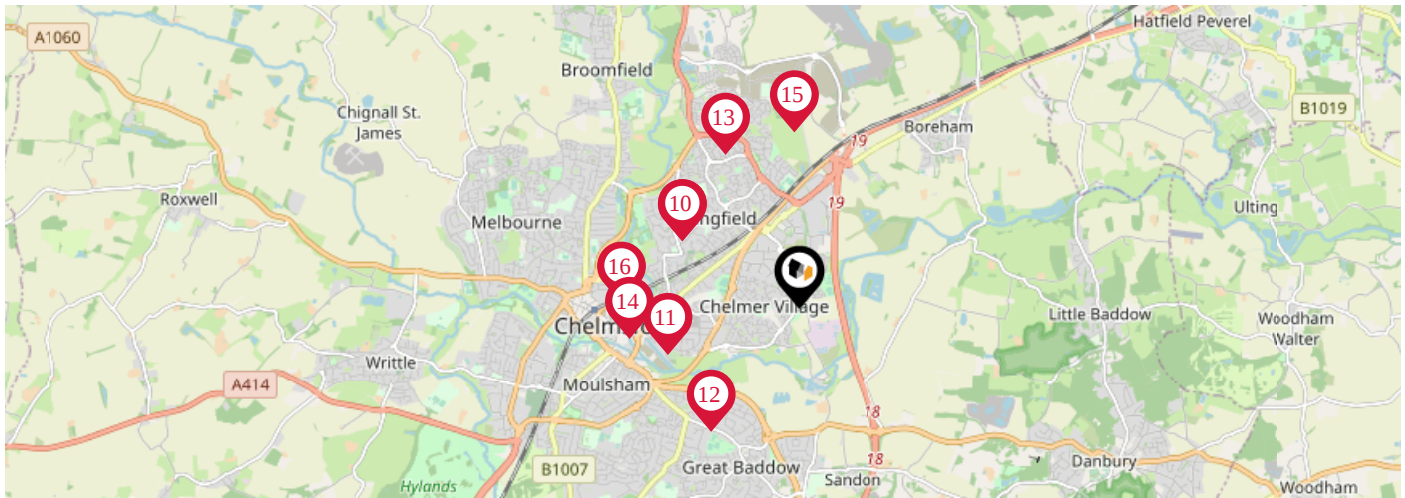 Hatfield Peverel
A1060
Broomfield
15
Chignall St.
James
13
B1019
Boreham
19
Roxwell
10
19
Ulting
Melbourne
ngfield
16
14
11
Chelmer Village
Little Baddow
Woodham
Walter
Chelm
Writtle
A414
Moulsham
12
18
B1007
Great Baddow
18
Danbury
Sandon
Hylands
Woodham